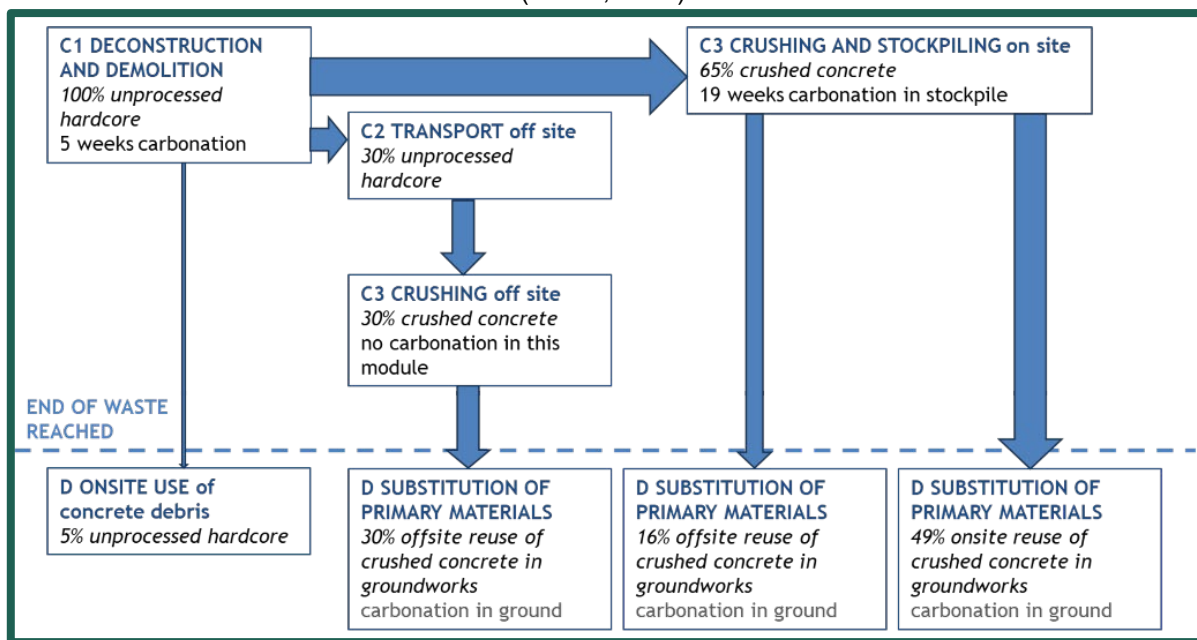 C1 DECONSTRUCTION
AND DEMOLITION
100% unprocessed
hardcore
5 weeks carbonation
C3 CRUSHING AND STOCKPILING on site
65% crushed concrete
19 weeks carbonation in stockpile
C2 TRANSPORT off site
30% unprocessed
hardcore
C3 CRUSHING off site
30% crushed concrete
no carbonation in this
module
END OF WASTE
REACHED
D ONSITE USE of
concrete debris
5% unprocessed hardcore
D SUBSTITUTION OF
PRIMARY MATERIALS
30% offsite reuse of
crushed concrete in
groundworks
carbonation in ground
D SUBSTITUTION OF
PRIMARY MATERIALS
16% offsite reuse of
crushed concrete in
groundworks
carbonation in ground
D SUBSTITUTION OF
PRIMARY MATERIALS
49% onsite reuse of
crushed concrete in
groundworks
carbonation in ground